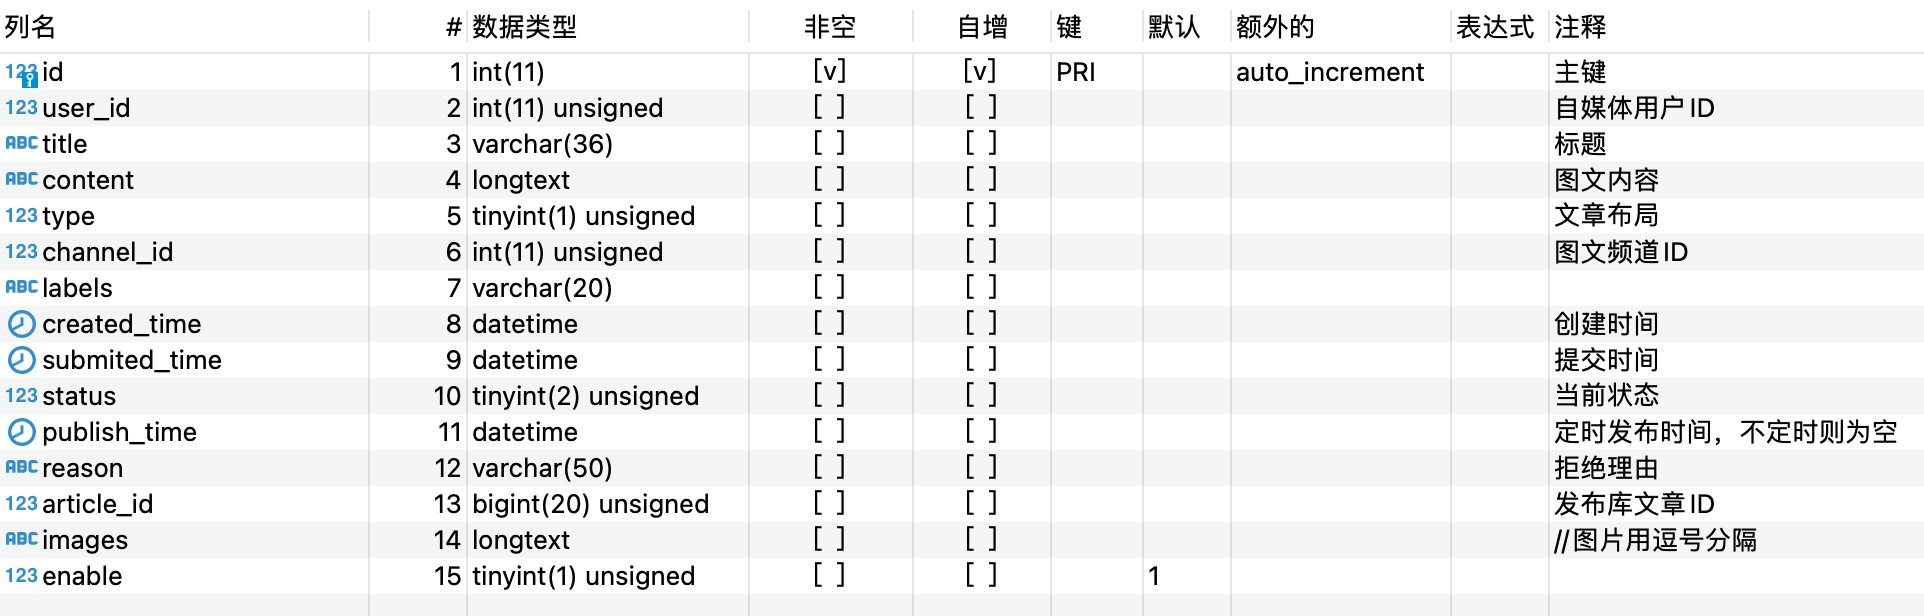 列名 # 数据类型 非空 自增 键 默认 额外的 表达式 注释
123 id 1 int(11) [v] [v] PRI auto_increment 主键
123 user_id 2 int(11) unsigned [ ] [ ] 自媒体用户ID
ABC title 3 varchar(36) [ ] [ ] 标题
ABC content 4 longtext [ ] [ ] 图文内容
123 type 5 tinyint(1) unsigned [ ] [ ] 文章布局
123 channel_id 6 int(11) unsigned [ ] [ ] 图文频道ID
ABC labels 7 varchar(20) [ ] [ ]
created_time 8 datetime [ ] [ ] 创建时间
submited_time 9 datetime [ ] [ ] 提交时间
123 status 10 tinyint(2) unsigned [ ] [ ] 当前状态
publish_time 11 datetime [ ] [ ] 定时发布时间，不定时则为空
ABC reason 12 varchar(50) [ ] [ ] 拒绝理由
123 article_id 13 bigint(20) unsigned [ ] [ ] 发布库文章ID
ABC images 14 longtext [ ] [ ] //图片用逗号分隔
123 enable 15 tinyint(1) unsigned [ ] [ ] 1